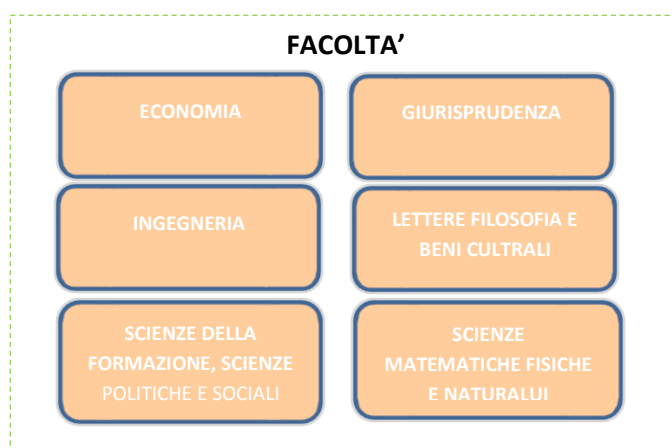 FACOLTA’
ECONOMIA
GIURISPRUDENZA
INGEGNERIA
LETTERE FILOSOFIA E
BENI CULTRALI
SCIENZE DELLA
FORMAZIONE, SCIENZE
POLITICHE E SOCIALI
SCIENZE
MATEMATICHE FISICHE
E NATURALUI